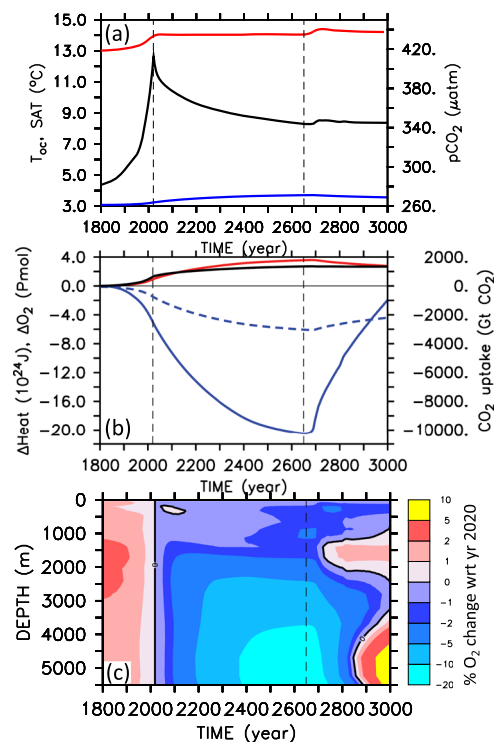 (a)
15.0
13.0
11.0
9.0
7.0
5.0
3.0
T_oc, SAT (°C)
420.
380.
340.
300.
260.
pCO₂ (μatm)
1800 2000 2200 2400 2600 2800 3000
TIME (year)
4.0
0.0
-4.0
-8.0
-12.0
-16.0
-20.0
ΔHeat (10²⁴J), ΔO₂ (Pmol)
2000.
0.
-2000.
-4000.
-6000.
-8000.
-10000.
CO₂ uptake (Gt CO₂)
(b)
1800 2000 2200 2400 2600 2800 3000
TIME (year)
0
1000
2000
3000
4000
5000
DEPTH (m)
0
0
(c)
1800 2000 2200 2400 2600 2800 3000
TIME (year)
10
5
2
1
0
-1
-2
-5
-10
-20
% O₂ change wrt yr 2020